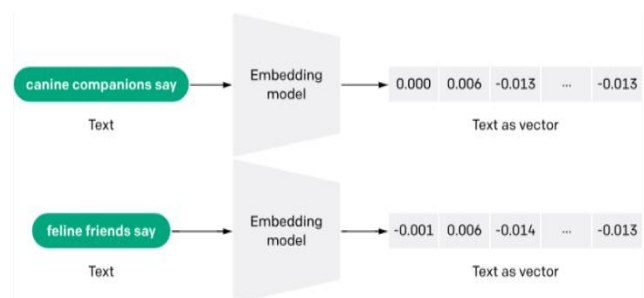 canine companions say
Embedding
model
0.000 0.006 -0.013 ... -0.013
Text
Text as vector
feline friends say
Embedding
model
-0.001 0.006 -0.014 ... -0.013
Text
Text as vector